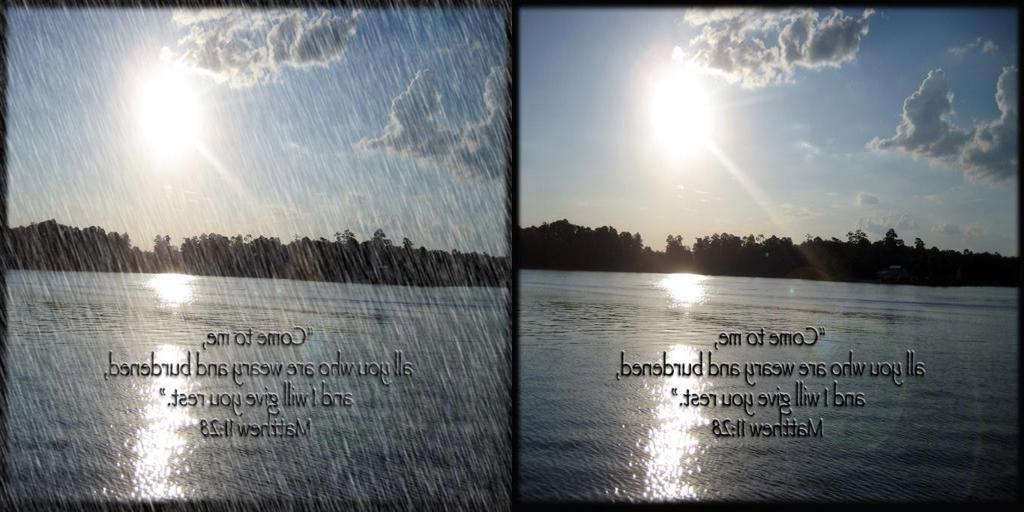 "Come to me,
all you who are weary and burdened,
and I will give you rest."
Matthew 11:28
"Come to me,
all you who are weary and burdened,
and I will give you rest."
Matthew 11:28